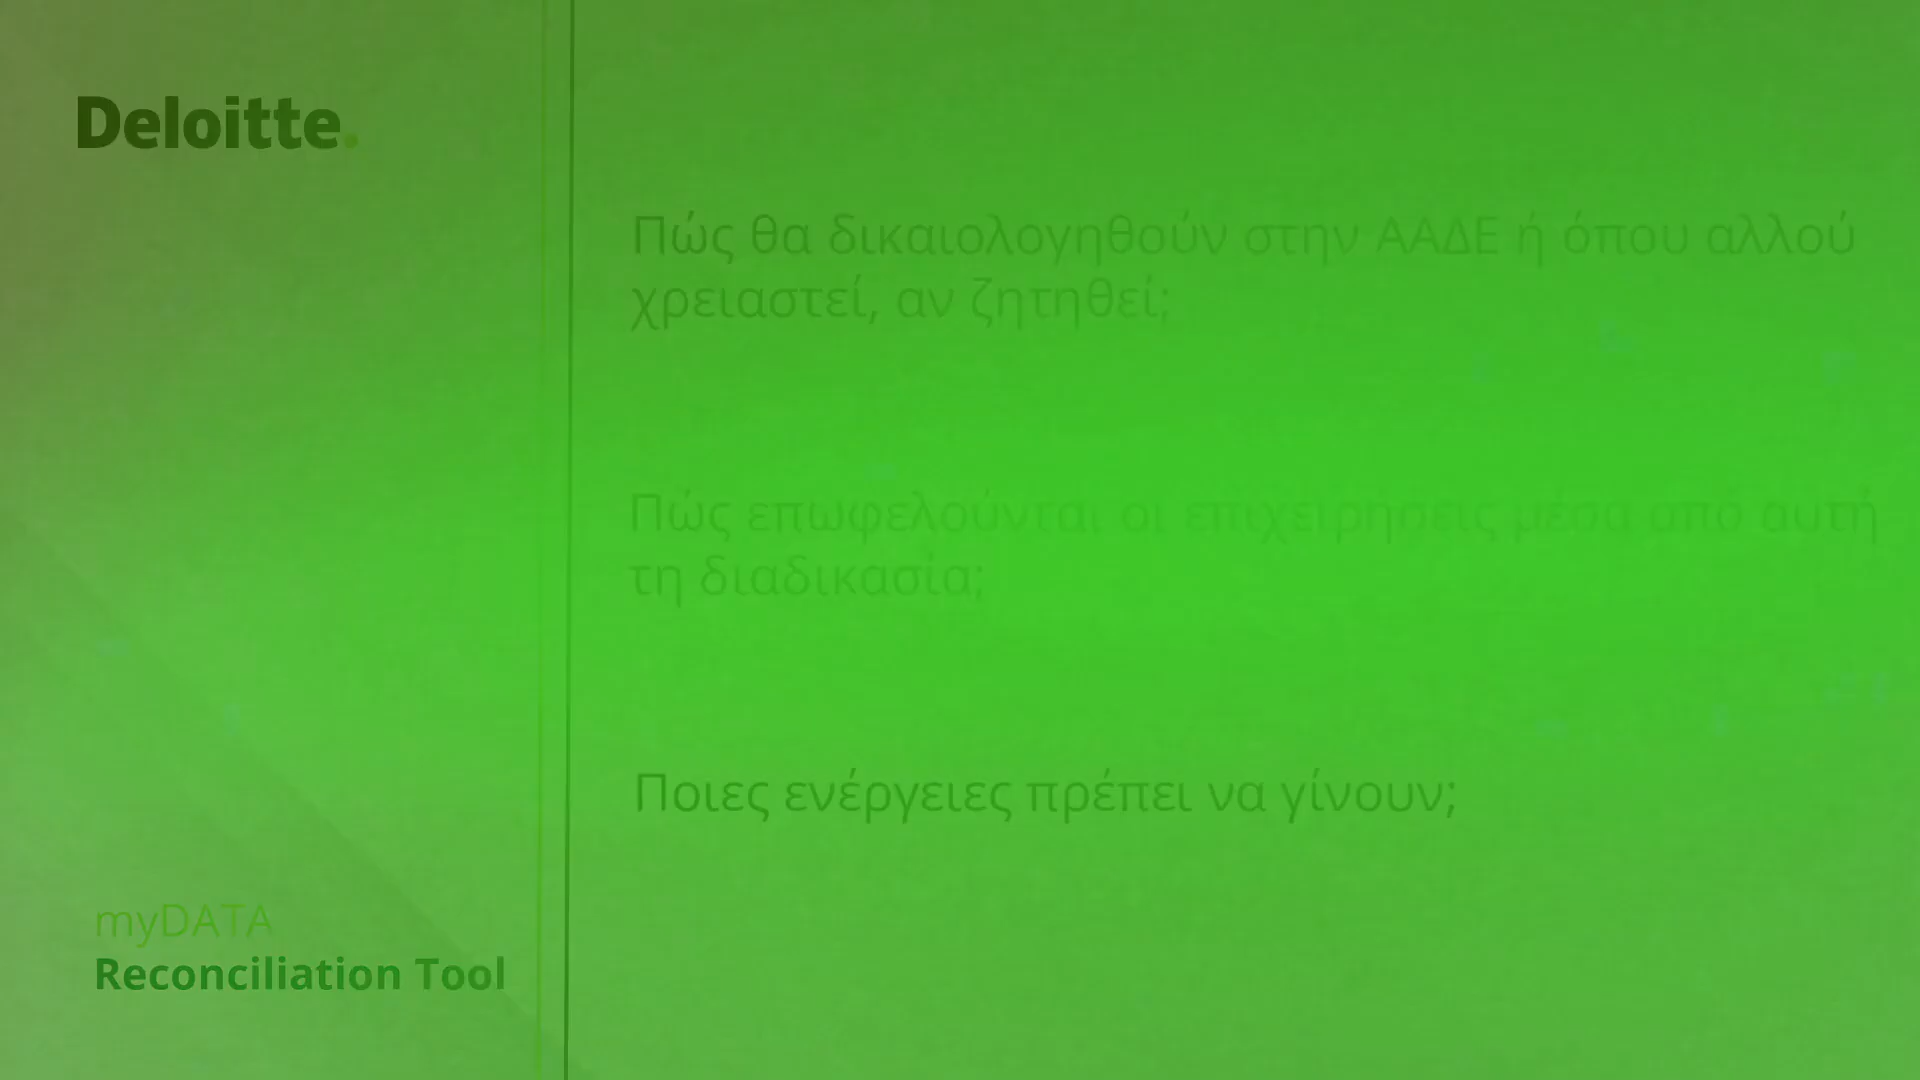 Deloitte.
Πώς θα δικαιολογηθούν στην ΑΑΔΕ ή όπου αλλού
χρειαστεί, αν ζητηθεί;
Πώς επωφελούνται οι επιχειρήσεις μέσα από αυτή
τη διαδικασία;
Ποιες ενέργειες πρέπει να γίνουν;
myDATA
Reconciliation Tool